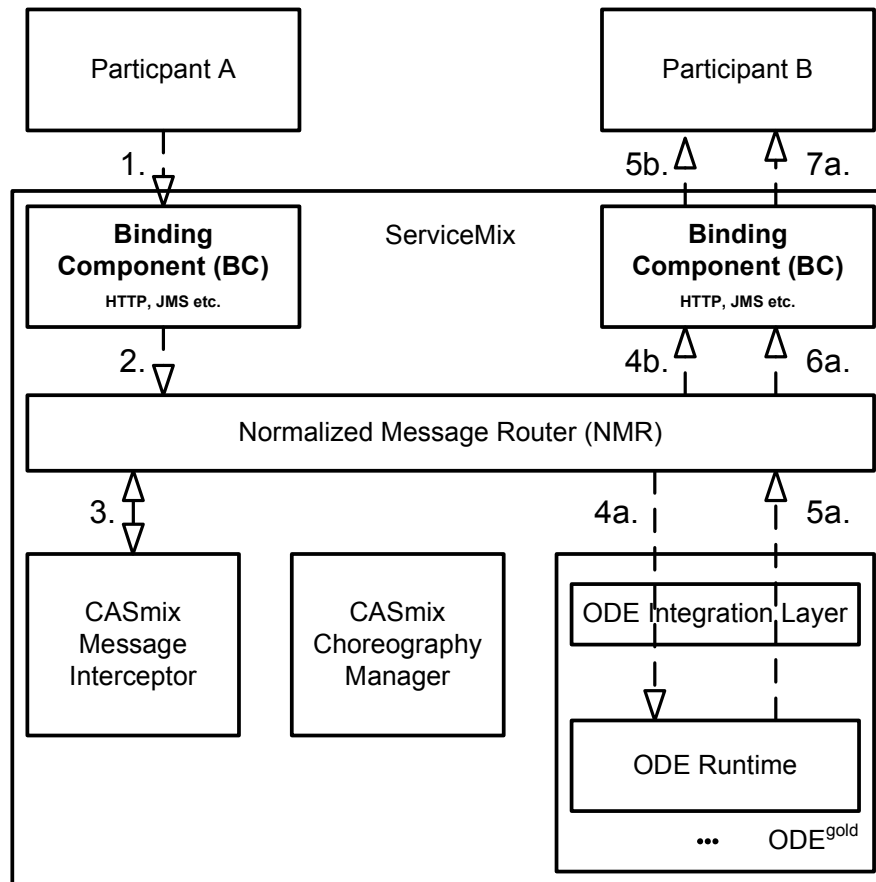 Particpant A
Participant B
1.
5b.
7a.
Binding
Component (BC)
HTTP, JMS etc.
ServiceMix
Binding
Component (BC)
HTTP, JMS etc.
2.
4b.
6a.
Normalized Message Router (NMR)
3.
4a.
5a.
CASmix
Message
Interceptor
CASmix
Choreography
Manager
ODE Integration Layer
ODE Runtime
••• ODEgold